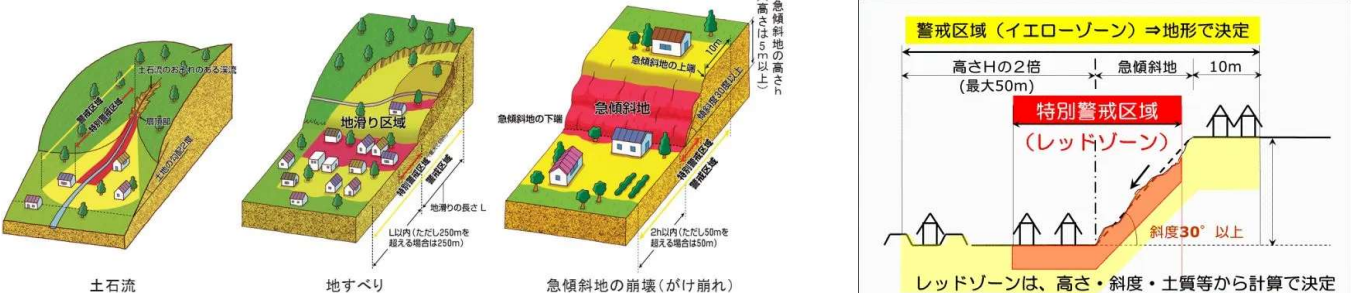 土石流のおそれのある渓流
警戒区域
特別警戒区域
扇頂部
土地の勾配2度
土石流
地滑り区域
特別警戒区域
警戒区域
地滑りの長さL
L以内(ただし250mを
超える場合は250m)
地すべり
急傾斜地の高さh
高さは5m以上)
10m
急傾斜地の上端
傾斜度30度以上
急傾斜地
急傾斜地の下端
特別警戒区域
警戒区域
2h以内(ただし50mを
超える場合は50m)
急傾斜地の崩壊(がけ崩れ)
警戒区域(イエローゾーン)⇒地形で決定
高さHの2倍
(最大50m)
急傾斜地
10m
特別警戒区域
(レッドゾーン)
斜度30°以上
レッドゾーンは、高さ・斜度・土質等から計算で決定